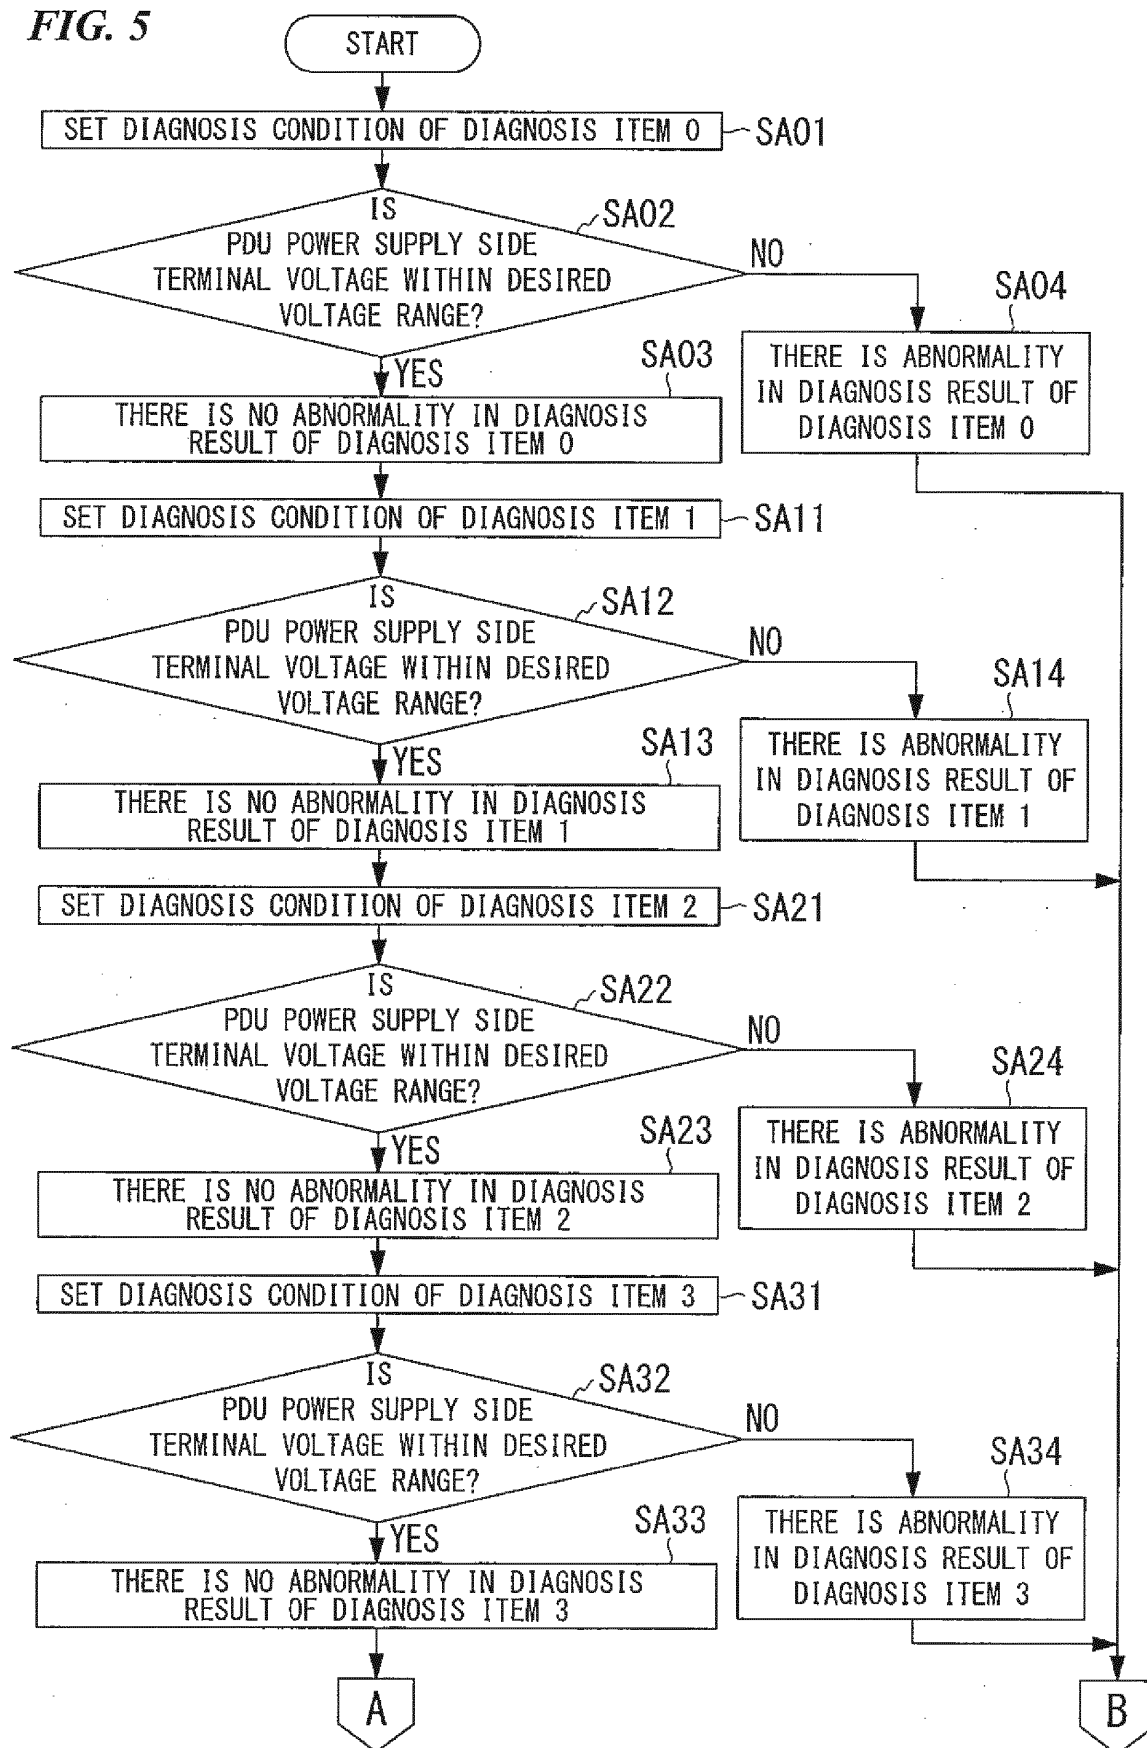 FIG. 5
START
SET DIAGNOSIS CONDITION OF DIAGNOSIS ITEM 0
SA01
IS
PDU POWER SUPPLY SIDE
TERMINAL VOLTAGE WITHIN DESIRED
VOLTAGE RANGE?
SA02
NO
YES
SA04
THERE IS ABNORMALITY
IN DIAGNOSIS RESULT OF
DIAGNOSIS ITEM 0
SA03
THERE IS NO ABNORMALITY IN DIAGNOSIS
RESULT OF DIAGNOSIS ITEM 0
SET DIAGNOSIS CONDITION OF DIAGNOSIS ITEM 1
SA11
IS
PDU POWER SUPPLY SIDE
TERMINAL VOLTAGE WITHIN DESIRED
VOLTAGE RANGE?
SA12
NO
YES
SA14
THERE IS ABNORMALITY
IN DIAGNOSIS RESULT OF
DIAGNOSIS ITEM 1
SA13
THERE IS NO ABNORMALITY IN DIAGNOSIS
RESULT OF DIAGNOSIS ITEM 1
SET DIAGNOSIS CONDITION OF DIAGNOSIS ITEM 2
SA21
IS
PDU POWER SUPPLY SIDE
TERMINAL VOLTAGE WITHIN DESIRED
VOLTAGE RANGE?
SA22
NO
YES
SA24
THERE IS ABNORMALITY
IN DIAGNOSIS RESULT OF
DIAGNOSIS ITEM 2
SA23
THERE IS NO ABNORMALITY IN DIAGNOSIS
RESULT OF DIAGNOSIS ITEM 2
SET DIAGNOSIS CONDITION OF DIAGNOSIS ITEM 3
SA31
IS
PDU POWER SUPPLY SIDE
TERMINAL VOLTAGE WITHIN DESIRED
VOLTAGE RANGE?
SA32
NO
YES
SA34
THERE IS ABNORMALITY
IN DIAGNOSIS RESULT OF
DIAGNOSIS ITEM 3
SA33
THERE IS NO ABNORMALITY IN DIAGNOSIS
RESULT OF DIAGNOSIS ITEM 3
A
B